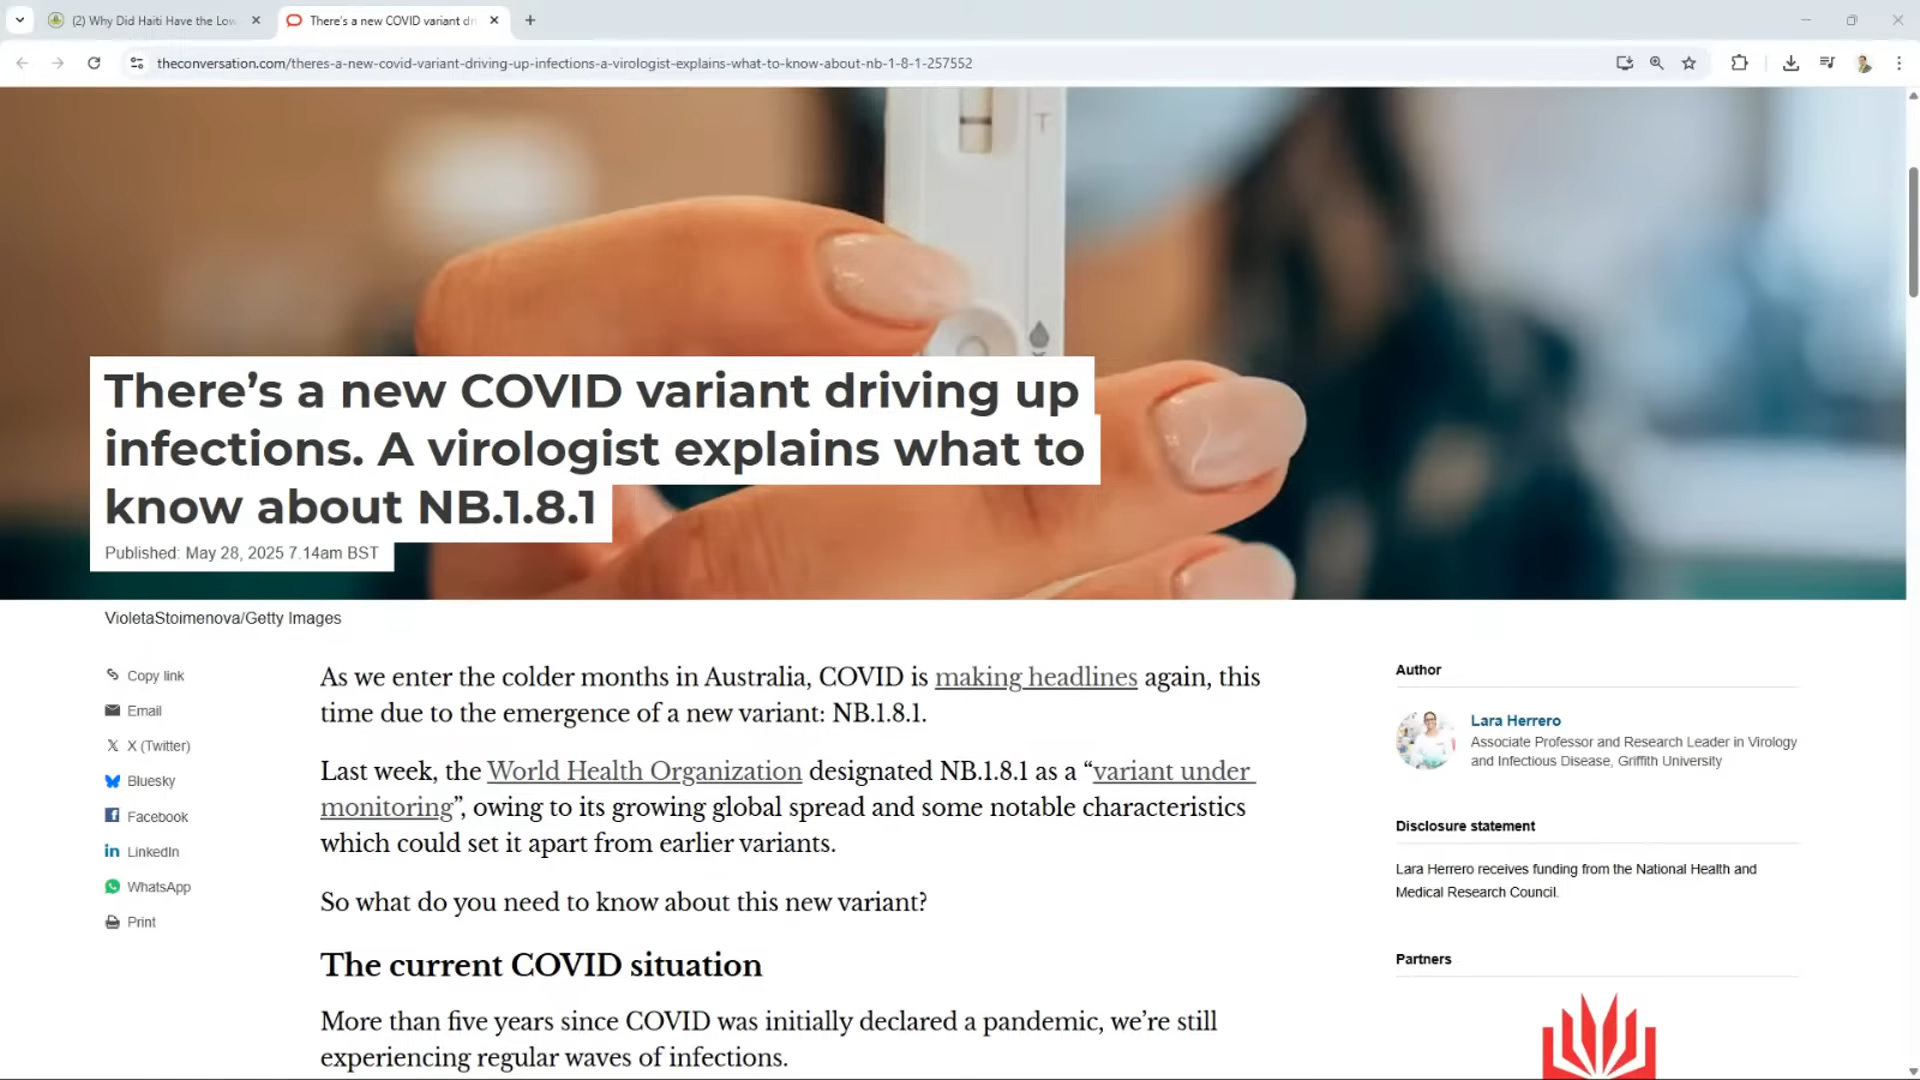 (2) Why Did Haiti Have the Low
There's a new COVID variant dr
theconversation.com/theres-a-new-covid-variant-driving-up-infections-a-virologist-explains-what-to-know-about-nb-1-8-1-257552
T
There's a new COVID variant driving up
infections. A virologist explains what to
know about NB.1.8.1
Published: May 28, 2025 7.14am BST
VioletaStoimenova/Getty Images
Copy link
Email
X (Twitter)
Bluesky
Facebook
LinkedIn
WhatsApp
Print
As we enter the colder months in Australia, COVID is making headlines again, this
time due to the emergence of a new variant: NB.1.8.1.
Last week, the World Health Organization designated NB.1.8.1 as a “variant under
monitoring”, owing to its growing global spread and some notable characteristics
which could set it apart from earlier variants.
So what do you need to know about this new variant?
The current COVID situation
More than five years since COVID was initially declared a pandemic, we’re still
experiencing regular waves of infections.
Author
Lara Herrero
Associate Professor and Research Leader in Virology
and Infectious Disease, Griffith University
Disclosure statement
Lara Herrero receives funding from the National Health and
Medical Research Council.
Partners